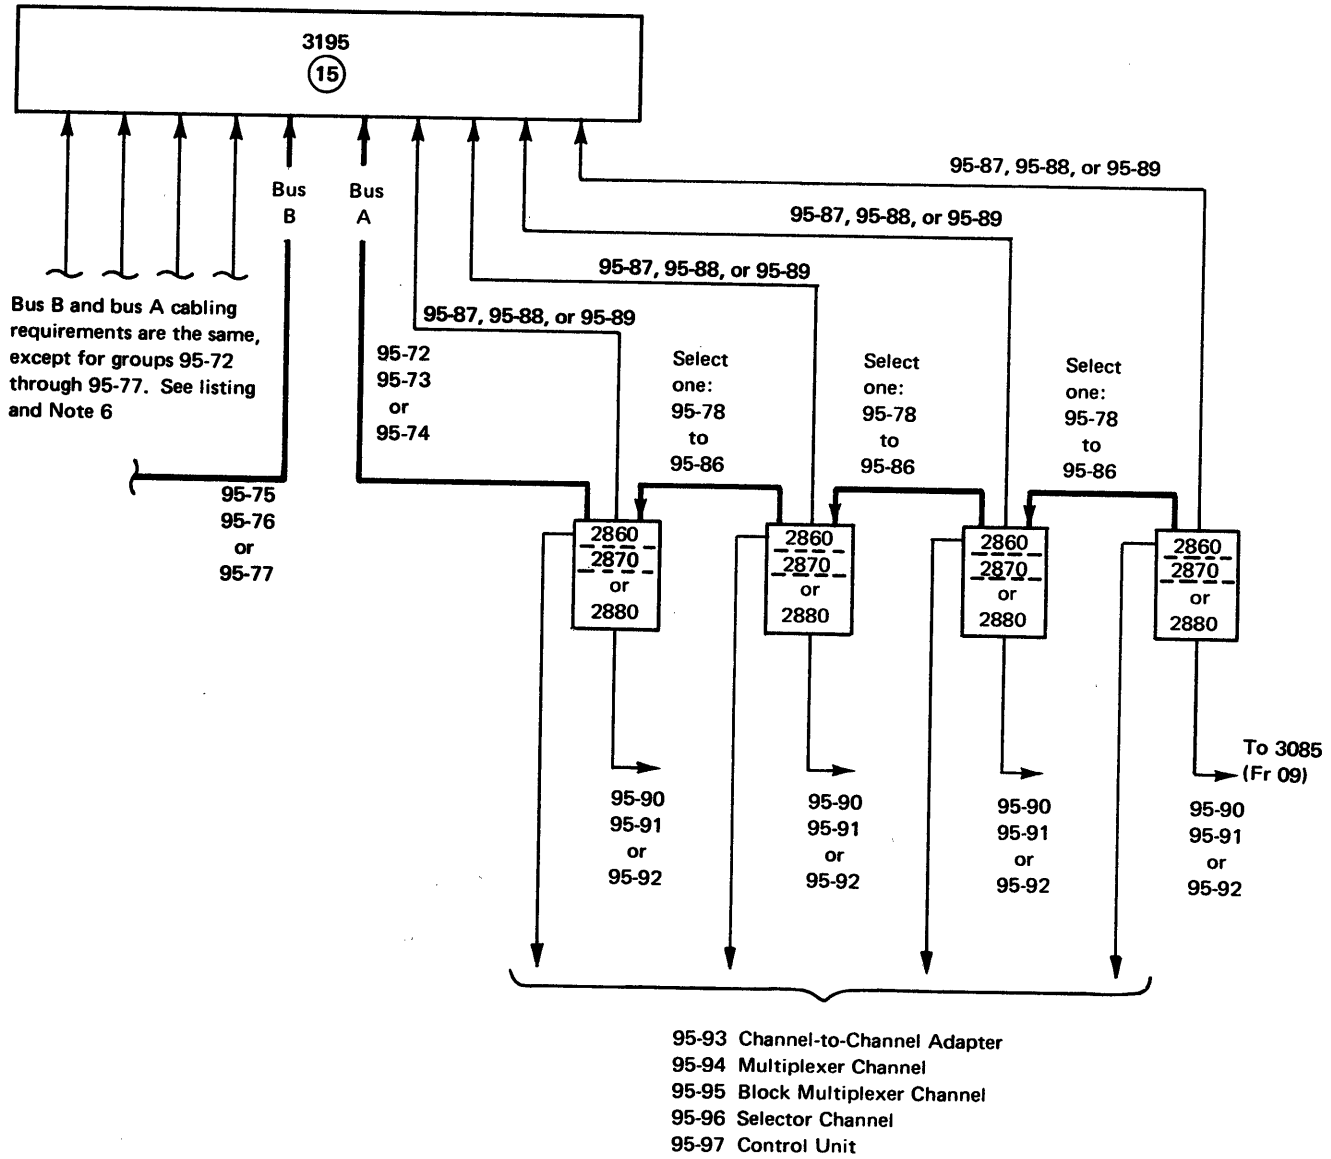 3195
15
Bus
B
Bus
A
95-87, 95-88, or 95-89
95-87, 95-88, or 95-89
95-87, 95-88, or 95-89
95-87, 95-88, or 95-89
Bus B and bus A cabling
requirements are the same,
except for groups 95-72
through 95-77. See listing
and Note 6
95-72
95-73
or
95-74
Select
one:
95-78
to
95-86
Select
one:
95-78
to
95-86
Select
one:
95-78
to
95-86
95-75
95-76
or
95-77
2860
2870
or
2880
2860
2870
or
2880
2860
2870
or
2880
2860
2870
or
2880
To 3085
(Fr 09)
95-90
95-91
or
95-92
95-90
95-91
or
95-92
95-90
95-91
or
95-92
95-90
95-91
or
95-92
95-93 Channel-to-Channel Adapter
95-94 Multiplexer Channel
95-95 Block Multiplexer Channel
95-96 Selector Channel
95-97 Control Unit